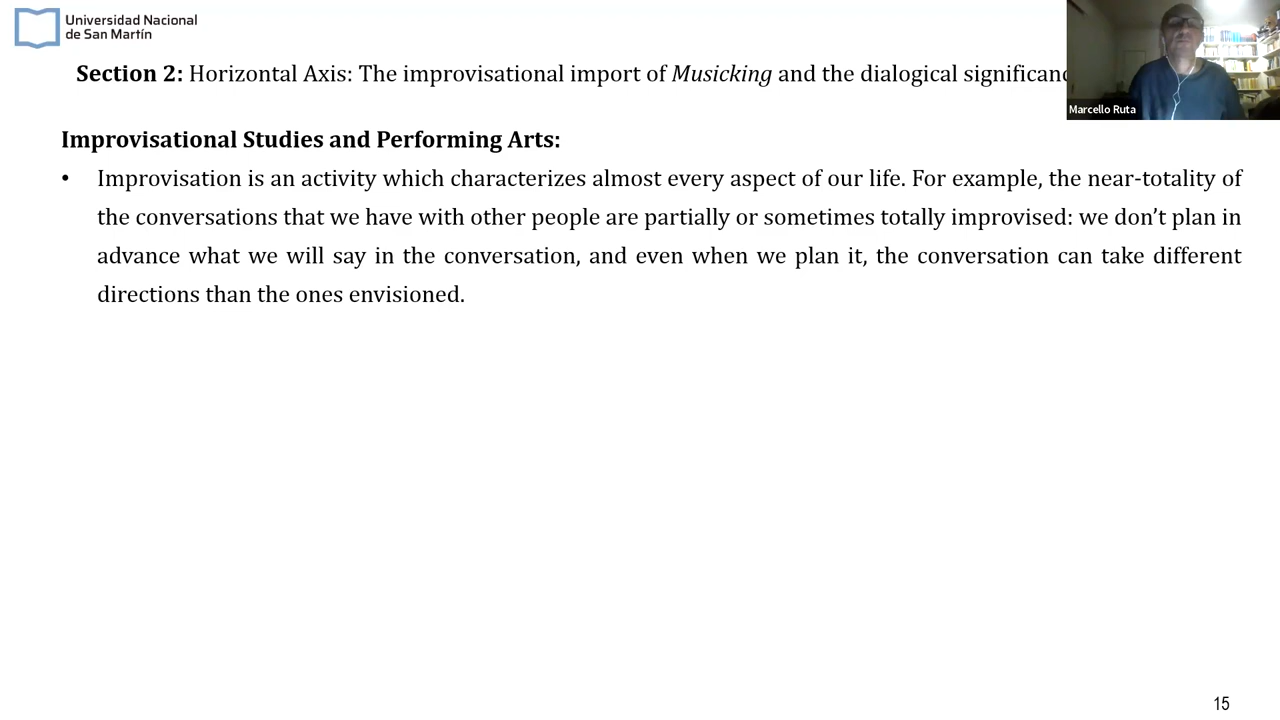 Universidad Nacional
de San Martín
Section 2: Horizontal Axis: The improvisational import of Musicking and the dialogical
Marcello Ruta
Improvisational Studies and Performing Arts:
• Improvisation is an activity which characterizes almost every aspect of our life. For example, the near-totality of
the conversations that we have with other people are partially or sometimes totally improvised: we don’t plan in
advance what we will say in the conversation, and even when we plan it, the conversation can take different
directions than the ones envisioned.
15